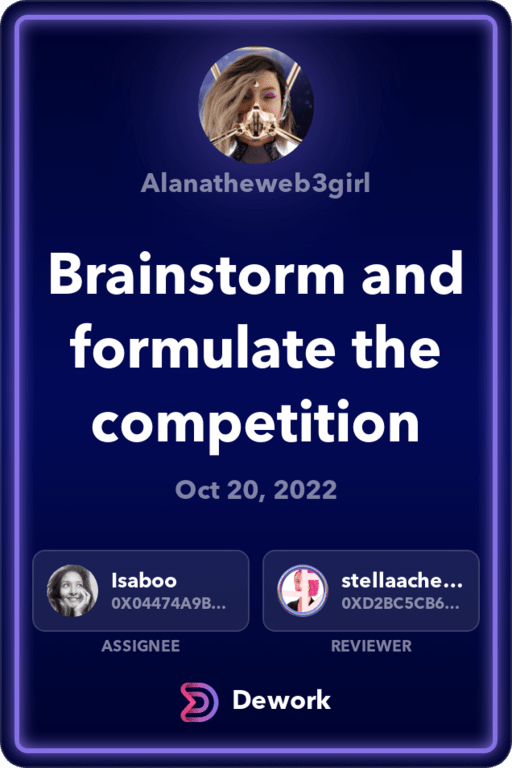 Alanatheweb3girl
Brainstorm and
formulate the
competition
Oct 20, 2022
Isaboo
0X04474A9B...
ASSIGNEE
stellaache...
0XD2BC5CB6...
REVIEWER
Dework